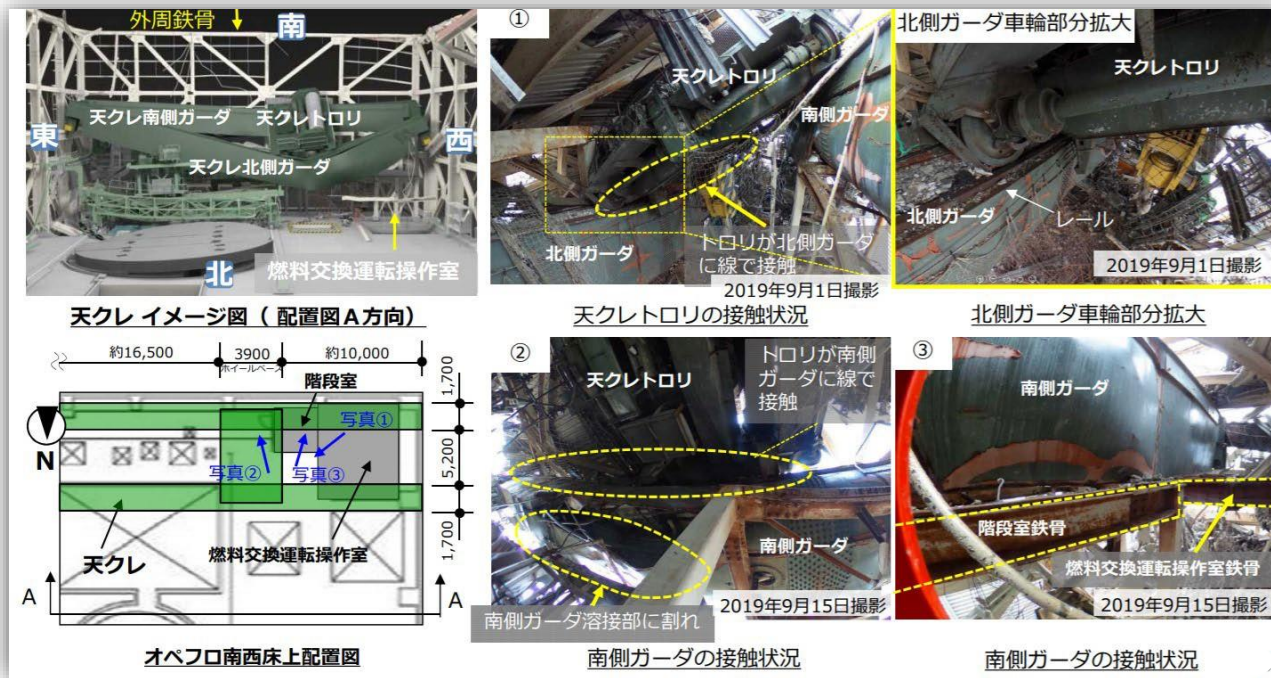 外周鉄骨
南
天クレ南側ガーダ
天クレトロリ
東
西
天クレ北側ガーダ
北
燃料交換運転操作室
天クレ イメージ図（ 配置図A方向）
①
天クレトロリ
南側ガーダ
北側ガーダ
トロリが北側ガーダ
に線で接触
2019年9月1日撮影
天クレトロリの接触状況
北側ガーダ車輪部分拡大
天クレトロリ
北側ガーダ
レール
2019年9月1日撮影
北側ガーダ車輪部分拡大
約16,500
3900
約10,000
ホイールベース
階段室
写真①
写真②
写真③
N
1,700
5,200
1,700
天クレ
燃料交換運転操作室
A
A
オペフロ南西床上配置図
②
天クレトロリ
トロリが南側
ガーダに線で
接触
南側ガーダ
2019年9月15日撮影
南側ガーダ溶接部に割れ
南側ガーダの接触状況
③
南側ガーダ
階段室鉄骨
燃料交換運転操作室鉄骨
2019年9月15日撮影
南側ガーダの接触状況